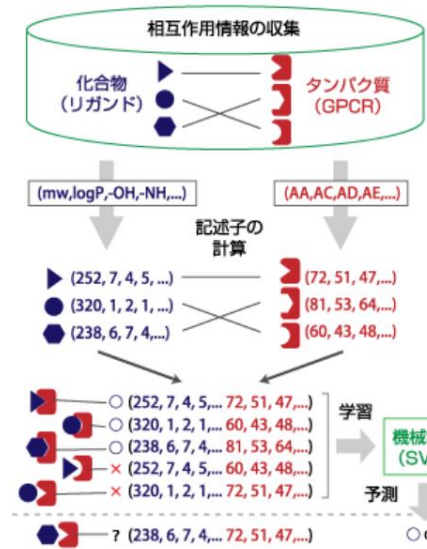 相互作用情報の収集
化合物
(リガンド)
タンパク質
(GPCR)
(mw,logP,-OH,-NH,...)
(AA,AC,AD,AE,...)
記述子の
計算
(252, 7, 4, 5, ...)
(72, 51, 47,...)
(320, 1, 2, 1, ...)
(81, 53, 64,...)
(238, 6, 7, 4,...)
(60, 43, 48,...)
○ (252, 7, 4, 5,... 72, 51, 47,...)
○ (320, 1, 2, 1,... 60, 43, 48,...)
○ (238, 6, 7, 4... 81, 53, 64,...)
× (252, 7, 4, 5,... 60, 43, 48,...)
× (320, 1, 2, 1,... 72, 51, 47,...)
学習
機械
(SV
予測
? (238, 6, 7, 4... 72, 51, 47,...)
○